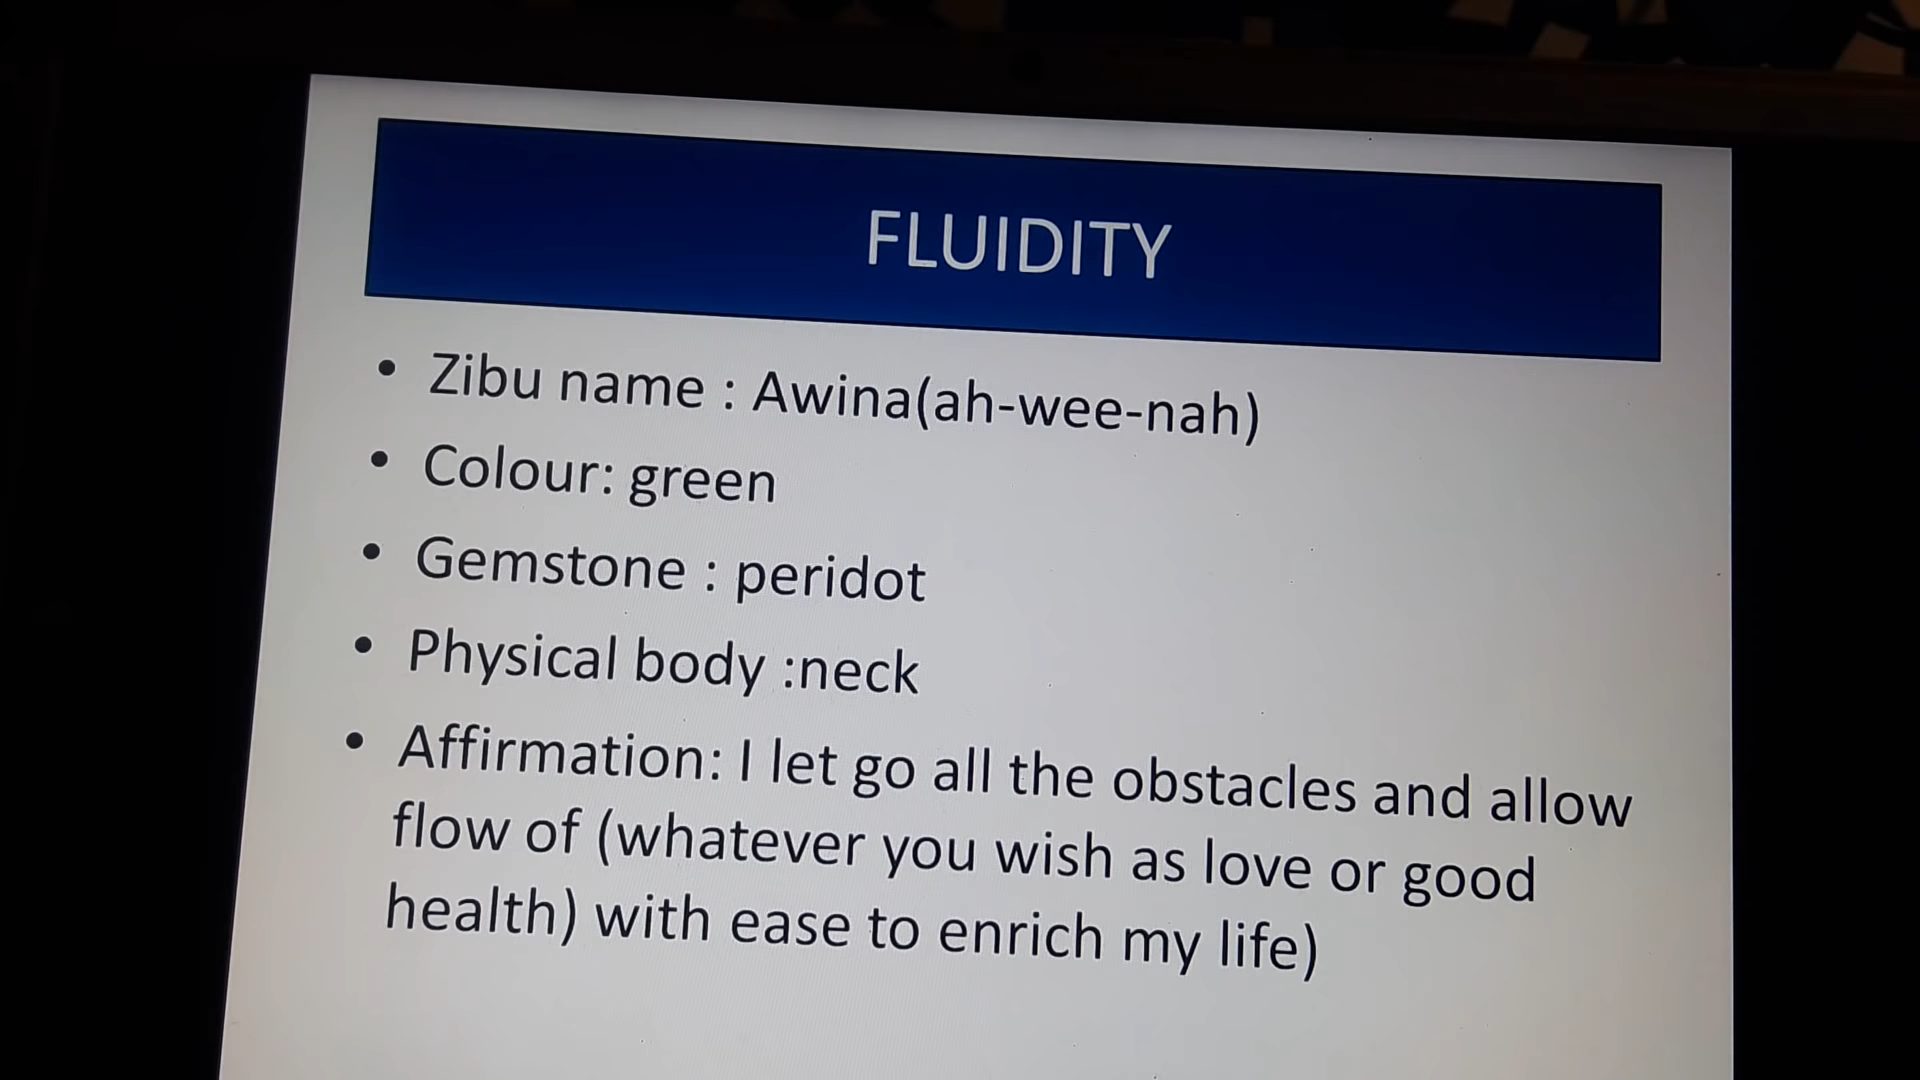 FLUIDITY
• Zibu name : Awina(ah-wee-nah)
• Colour: green
• Gemstone : peridot
• Physical body :neck
• Affirmation: I let go all the obstacles and allow
flow of (whatever you wish as love or good
health) with ease to enrich my life)